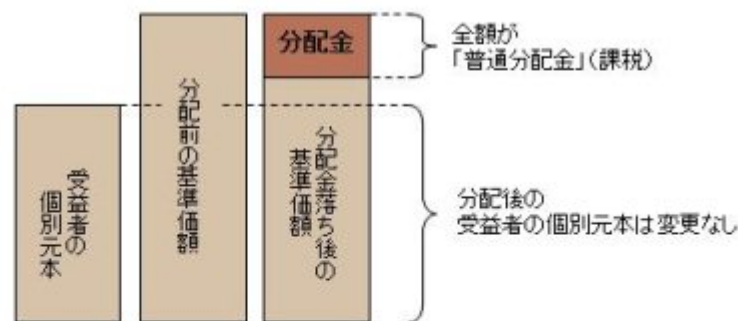 分配金
全額が
「普通分配金」(課税)
受益者の
個別元本
分配前の基準価額
分配金落ち後の
基準価額
分配後の
受益者の個別元本は変更なし